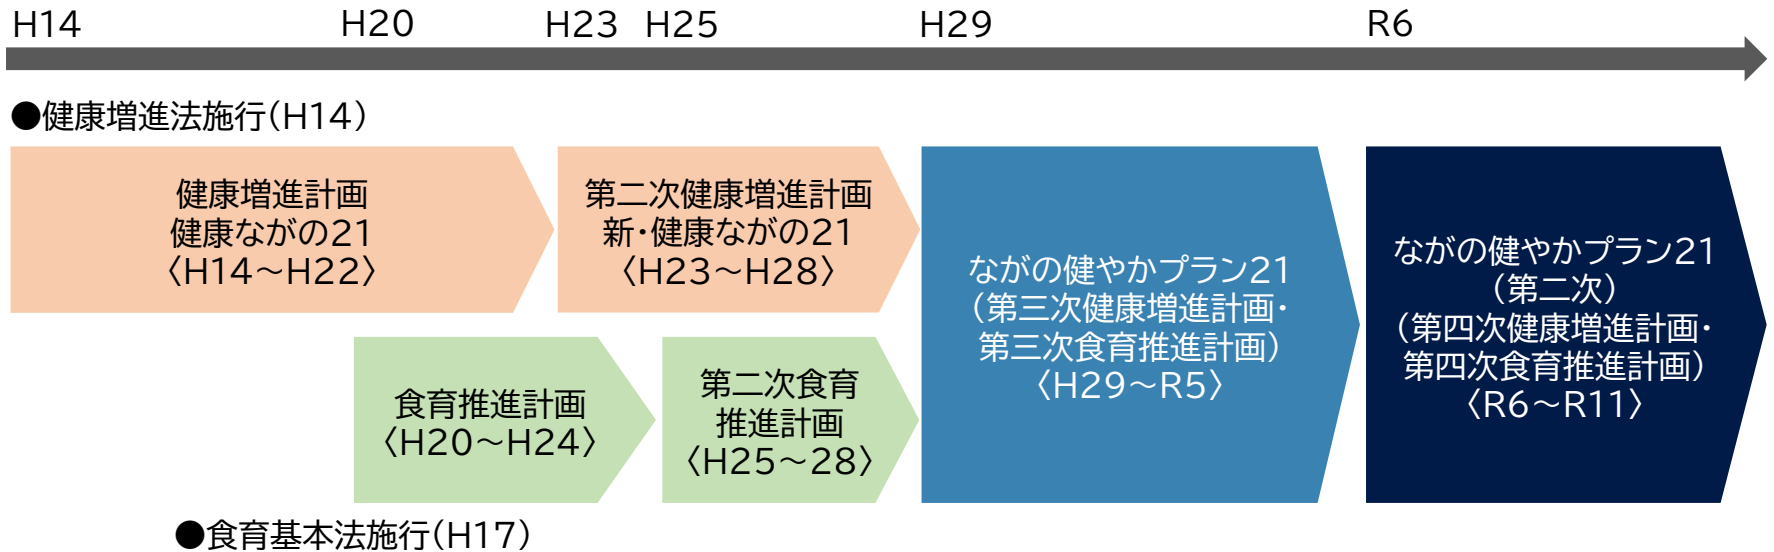 H14 H20 H23 H25 H29 R6
●健康増進法施行(H14)
健康増進計画
健康ながの21
〈H14～H22〉
第二次健康増進計画
新・健康ながの21
〈H23～H28〉
食育推進計画
〈H20～H24〉
第二次食育
推進計画
〈H25～28〉
ながの健やかプラン21
(第三次健康増進計画・
第三次食育推進計画)
〈H29～R5〉
ながの健やかプラン21
(第二次)
(第四次健康増進計画・
第四次食育推進計画)
〈R6～R11〉
●食育基本法施行(H17)